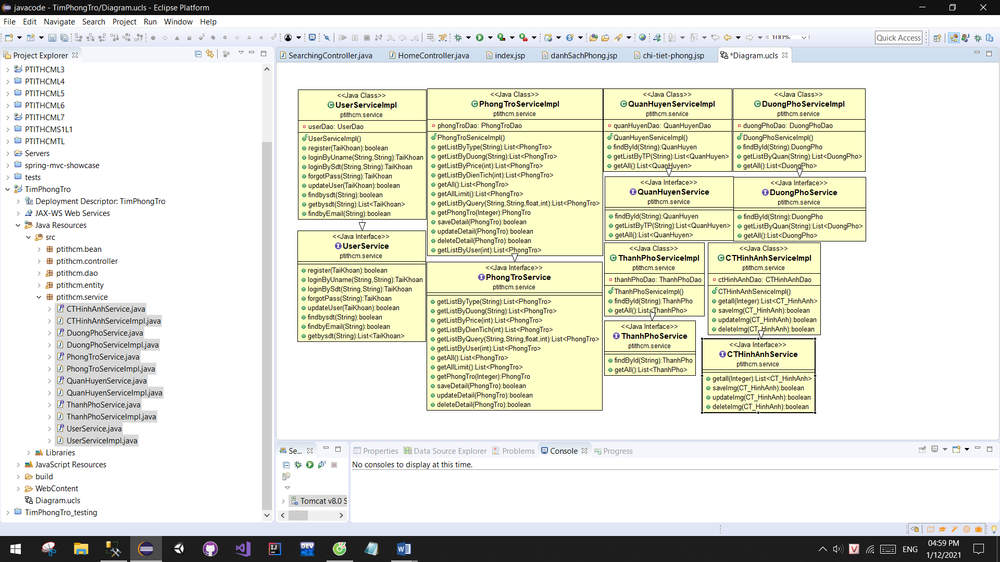 javacode - TimPhongTro/Diagram.ucls - Eclipse Platform
File Edit Navigate Search Project Run Window Help
100% Quick Access
Project Explorer
PTITHCML3
PTITHCML4
PTITHCML5
PTITHCML6
PTITHCML7
PTITHCMS1L1
PTITHCMTL
Servers
spring-mvc-showcase
tests
TimPhongTro
Deployment Descriptor: TimPhongTro
JAX-WS Web Services
Java Resources
src
ptithcm.bean
ptithcm.controller
ptithcm.dao
ptithcm.entity
ptithcm.service
CTHinhAnhService.java
CTHinhAnhServiceImpl.java
DuongPhoService.java
DuongPhoServiceImpl.java
PhongTroService.java
PhongTroServiceImpl.java
QuanHuyenService.java
QuanHuyenServiceImpl.java
ThanhPhoService.java
ThanhPhoServiceImpl.java
UserService.java
UserServiceImpl.java
Libraries
JavaScript Resources
build
WebContent
Diagram.ucls
TimPhongTro_testing
SearchingController.java HomeController.java index.jsp danhSachPhong.jsp chi-tiet-phong.jsp *Diagram.ucls
<<Java Class>>
UserServiceImpl
ptithcm.service
userDao: UserDao
UserServiceImpl()
register(TaiKhoan):boolean
loginByUname(String,String):TaiKhoan
loginBySdt(String,String):TaiKhoan
forgotPass(String):TaiKhoan
updateUser(TaiKhoan):boolean
findbysdt(String):boolean
getbysdt(String):List<TaiKhoan>
findbyEmail(String):boolean
<<Java Interface>>
UserService
ptithcm.service
register(TaiKhoan):boolean
loginByUname(String,String):TaiKhoan
loginBySdt(String,String):TaiKhoan
forgotPass(String):TaiKhoan
updateUser(TaiKhoan):boolean
findbysdt(String):boolean
findbyEmail(String):boolean
getbysdt(String):List<TaiKhoan>
<<Java Class>>
PhongTroServiceImpl
ptithcm.service
phongTroDao: PhongTroDao
PhongTroServiceImpl()
getListByType(String):List<PhongTro>
getListByDuong(String):List<PhongTro>
getListByPrice(int):List<PhongTro>
getListByDienTich(int):List<PhongTro>
getAll():List<PhongTro>
getAllLimit():List<PhongTro>
getListByQuery(String,String,float,int):List<PhongTro>
getPhongTro(Integer):PhongTro
saveDetail(PhongTro):boolean
updateDetail(PhongTro):boolean
deleteDetail(PhongTro):boolean
getListByUser(int):List<PhongTro>
<<Java Interface>>
PhongTroService
ptithcm.service
getListByType(String):List<PhongTro>
getListByDuong(String):List<PhongTro>
getListByPrice(int):List<PhongTro>
getListByDienTich(int):List<PhongTro>
getListByQuery(String,String,float,int):List<PhongTro>
getListByUser(int):List<PhongTro>
getAll():List<PhongTro>
getAllLimit():List<PhongTro>
getPhongTro(Integer):PhongTro
saveDetail(PhongTro):boolean
updateDetail(PhongTro):boolean
deleteDetail(PhongTro):boolean
<<Java Class>>
QuanHuyenServiceImpl
ptithcm.service
quanHuyenDao: QuanHuyenDao
QuanHuyenServiceImpl()
findById(String):QuanHuyen
getListByTP(String):List<QuanHuyen>
getAll():List<QuanHuyen>
<<Java Interface>>
QuanHuyenService
ptithcm.service
findById(String):QuanHuyen
getListByTP(String):List<QuanHuyen>
getAll():List<QuanHuyen>
<<Java Class>>
DuongPhoServiceImpl
ptithcm.service
duongPhoDao: DuongPhoDao
DuongPhoServiceImpl()
findById(String):DuongPho
getListByQuan(String):List<DuongPho>
getAll():List<DuongPho>
<<Java Interface>>
DuongPhoService
ptithcm.service
findById(String):DuongPho
getListByQuan(String):List<DuongPho>
getAll():List<DuongPho>
<<Java Class>>
ThanhPhoServiceImpl
ptithcm.service
thanhPhoDao: ThanhPhoDao
ThanhPhoServiceImpl()
findById(String):ThanhPho
getAll():List<ThanhPho>
<<Java Interface>>
ThanhPhoService
ptithcm.service
findById(String):ThanhPho
getAll():List<ThanhPho>
<<Java Class>>
CTHinhAnhServiceImpl
ptithcm.service
ctHinhAnhDao: CTHinhAnhDao
CTHinhAnhServiceImpl()
getall(Integer):List<CT_HinhAnh>
saveImg(CT_HinhAnh):boolean
updateImg(CT_HinhAnh):boolean
deleteImg(CT_HinhAnh):boolean
<<Java Interface>>
CTHinhAnhService
ptithcm.service
getall(Integer):List<CT_HinhAnh>
saveImg(CT_HinhAnh):boolean
updateImg(CT_HinhAnh):boolean
deleteImg(CT_HinhAnh):boolean
Se...
Tomcat v8.0 S
Properties Data Source Explorer Problems Console Progress
No consoles to display at this time.
DEV
ENG
04:59 PM
1/12/2021